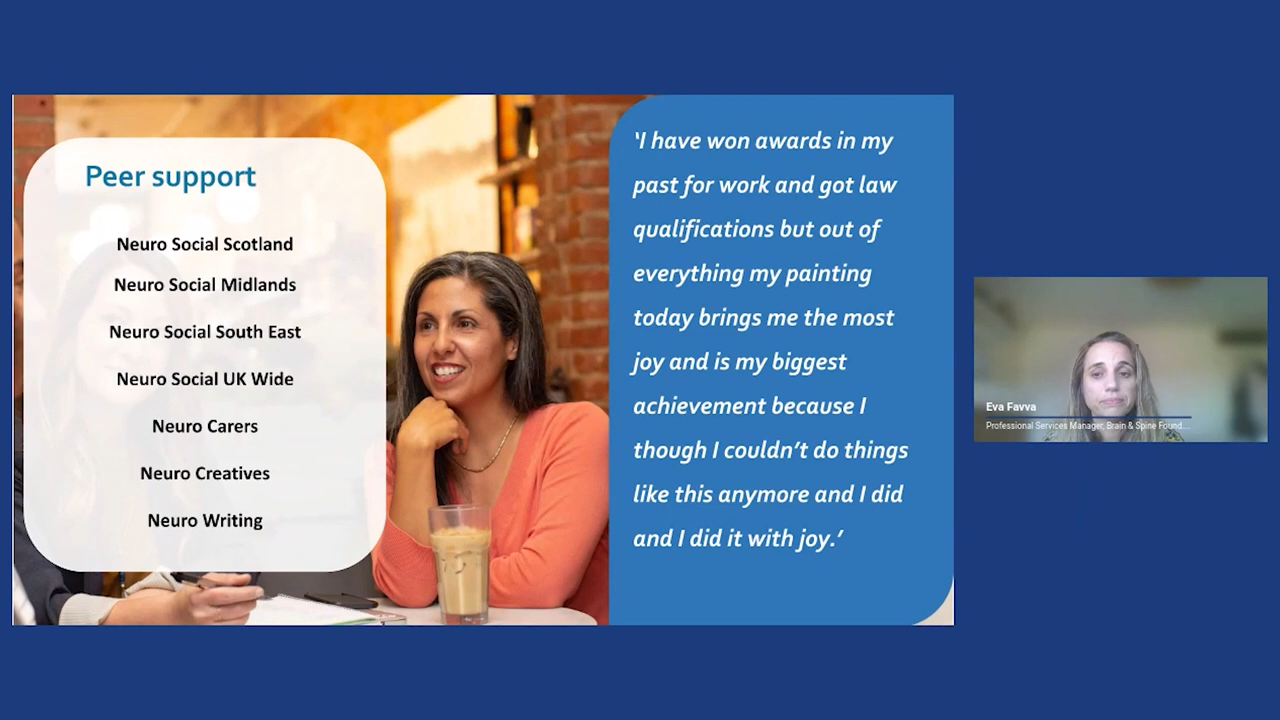 Peer support
Neuro Social Scotland
Neuro Social Midlands
Neuro Social South East
Neuro Social UK Wide
Neuro Carers
Neuro Creatives
Neuro Writing
‘I have won awards in my
past for work and got law
qualifications but out of
everything my painting
today brings me the most
joy and is my biggest
achievement because I
though I couldn’t do things
like this anymore and I did
and I did it with joy.’
Eva Favva
Professional Services Manager, Brain & Spine Found...